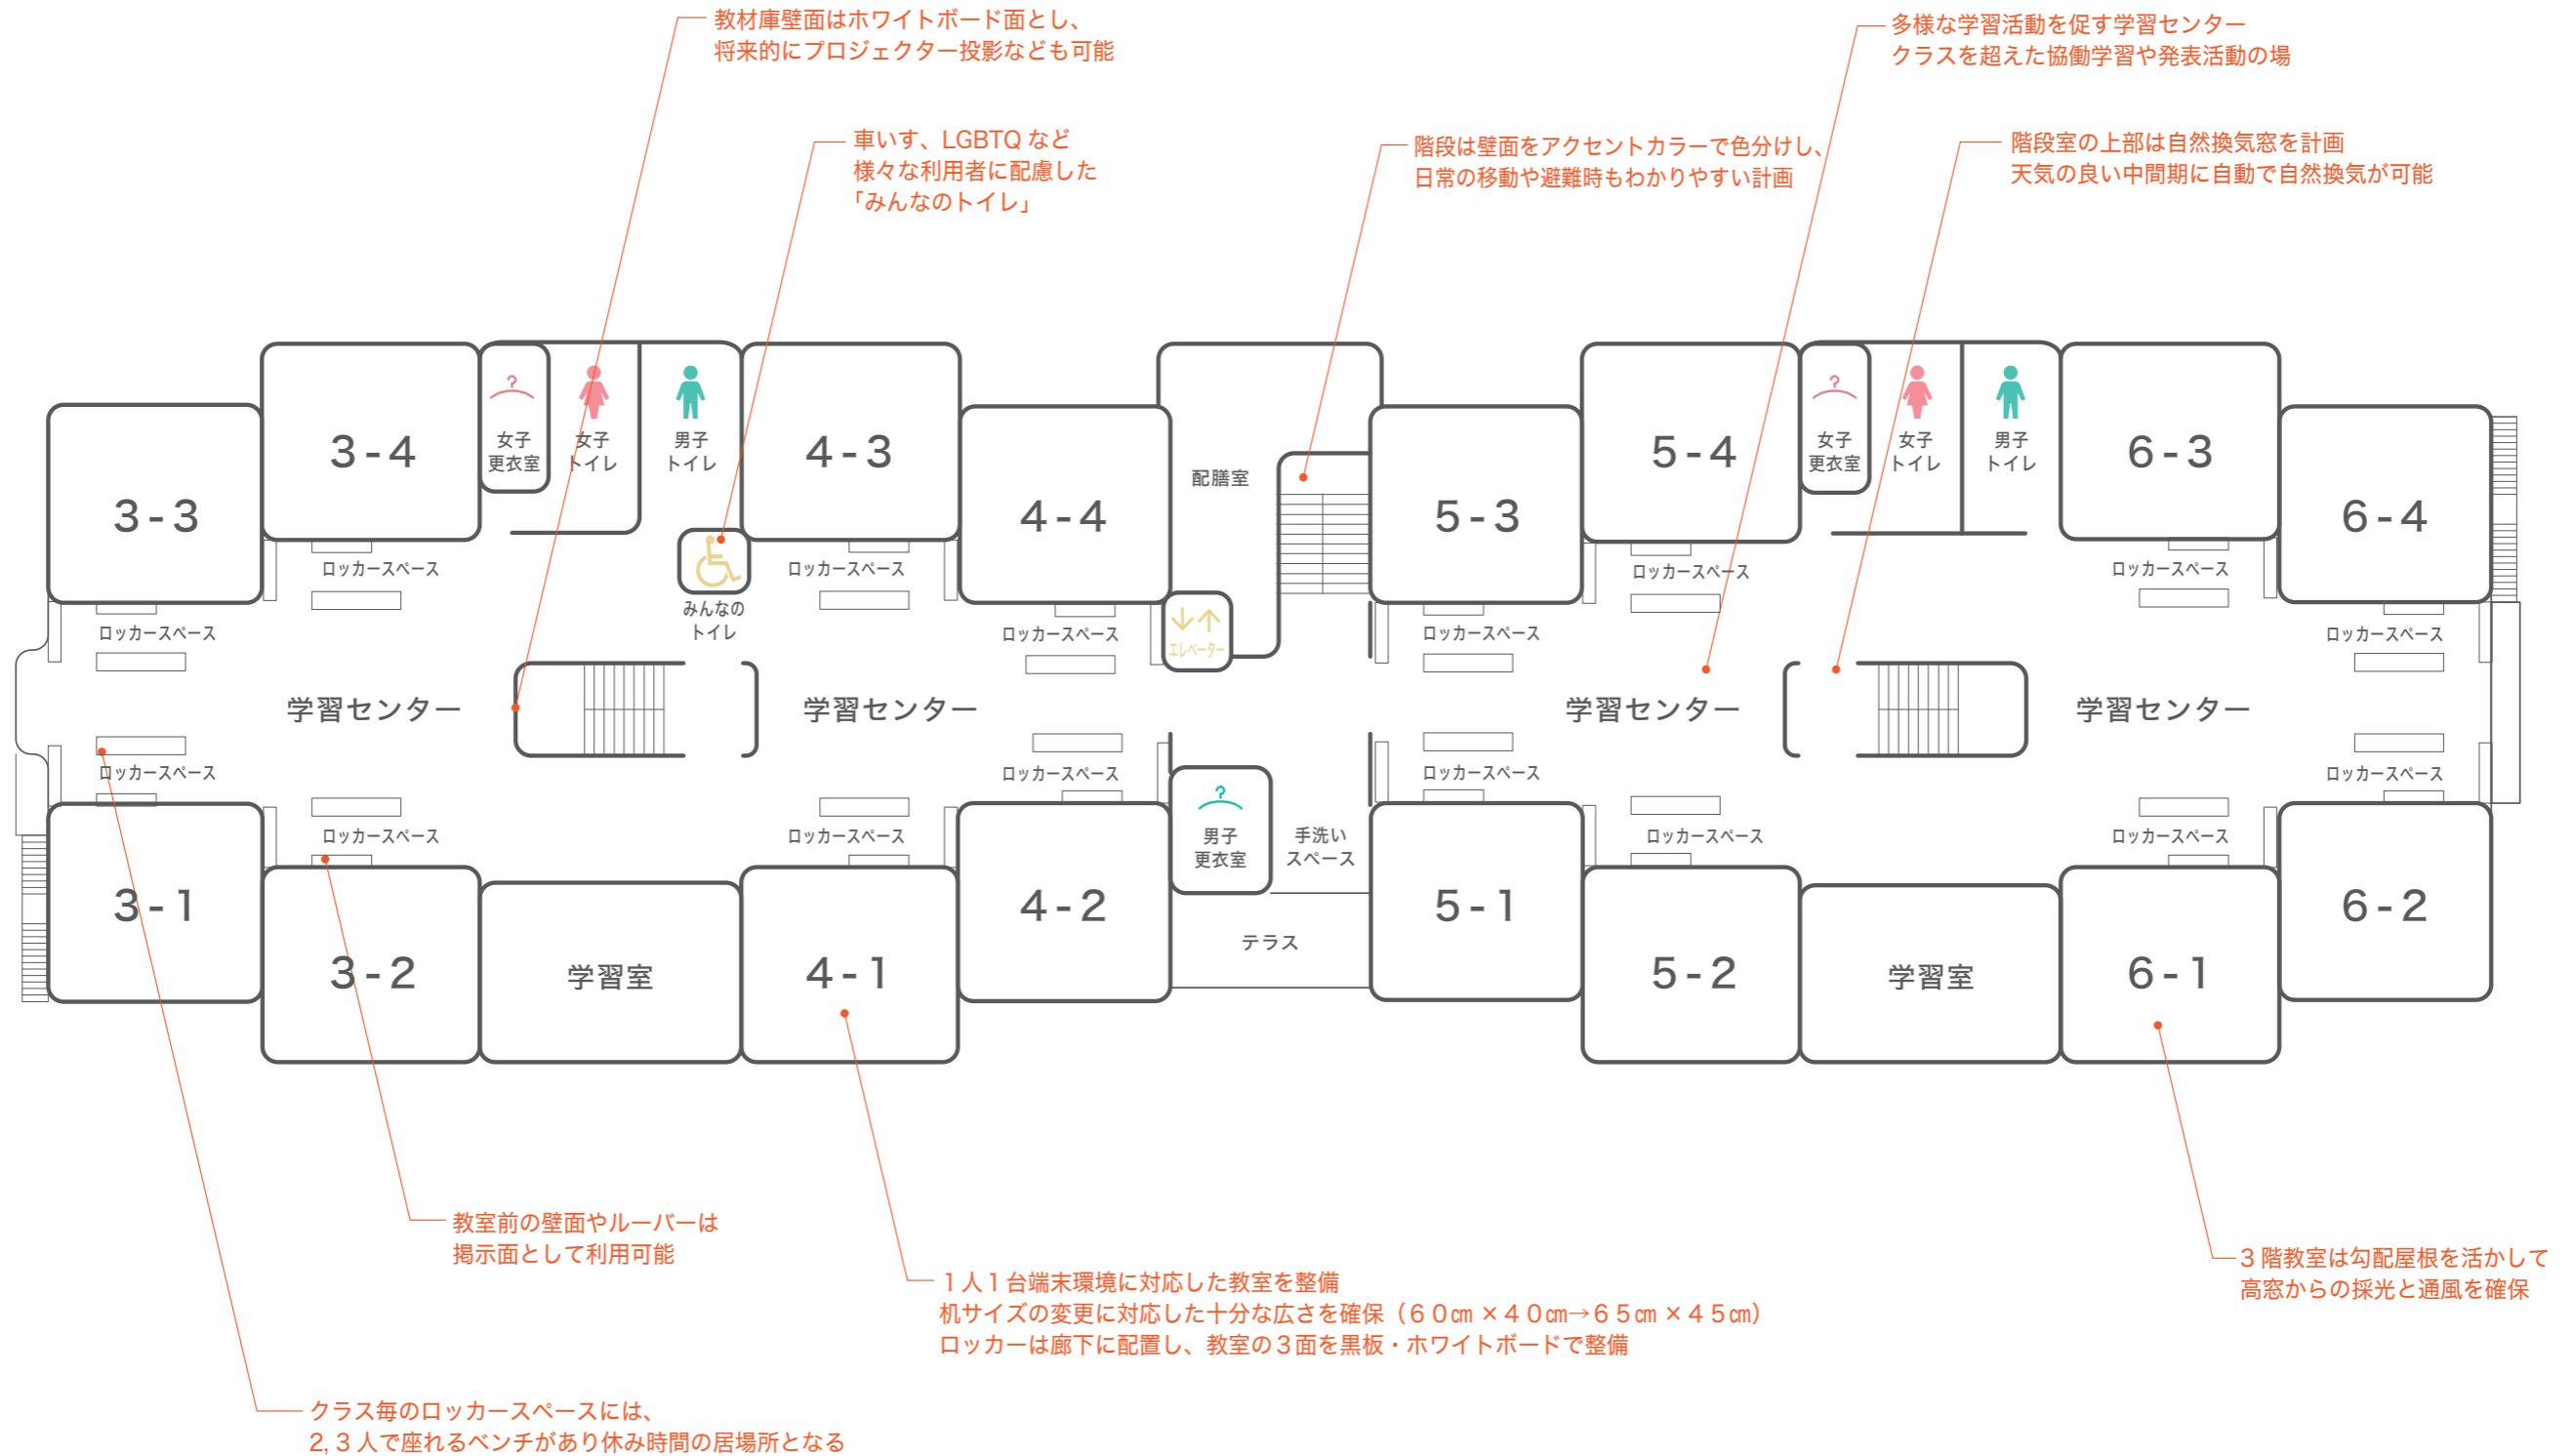 教材庫壁面はホワイトボード面とし、
将来的にプロジェクター投影なども可能
多様な学習活動を促す学習センター
クラスを超えた協働学習や発表活動の場
車いす、LGBTQ など
様々な利用者に配慮した
「みんなのトイレ」
階段は壁面をアクセントカラーで色分けし、
日常の移動や避難時もわかりやすい計画
階段室の上部は自然換気窓を計画
天気の良い中間期に自動で自然換気が可能
3-3
3-4
女子
更衣室
女子
トイレ
男子
トイレ
4-3
4-4
配膳室
5-3
5-4
女子
更衣室
女子
トイレ
男子
トイレ
6-3
6-4
ロッカースペース
ロッカースペース
みんなの
トイレ
ロッカースペース
ロッカースペース
エレベーター
ロッカースペース
ロッカースペース
ロッカースペース
ロッカースペース
学習センター
学習センター
学習センター
学習センター
ロッカースペース
ロッカースペース
ロッカースペース
ロッカースペース
ロッカースペース
ロッカースペース
ロッカースペース
ロッカースペース
男子
更衣室
手洗い
スペース
3-1
3-2
学習室
4-1
4-2
テラス
5-1
5-2
学習室
6-1
6-2
教室前の壁面やルーバーは
掲示面として利用可能
1人1台端末環境に対応した教室を整備
机サイズの変更に対応した十分な広さを確保（６０㎝ ×４０㎝→６５㎝ ×４５㎝）
ロッカーは廊下に配置し、教室の３面を黒板・ホワイトボードで整備
３階教室は勾配屋根を活かして
高窓からの採光と通風を確保
クラス毎のロッカースペースには、
2, 3 人で座れるベンチがあり休み時間の居場所となる